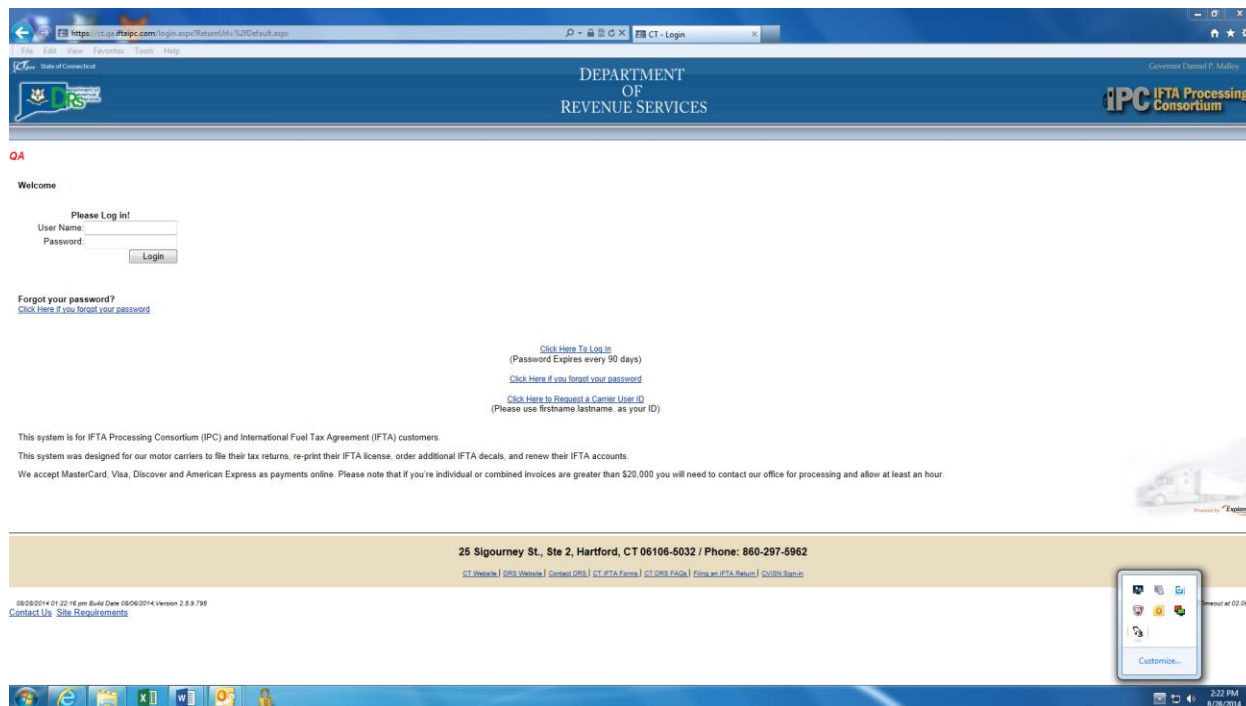 https://ct.qa.iftaipc.com/login.aspx?ReturnUrl=%2fDefault.aspx
CT - Login
File Edit View Favorites Tools Help
State of Connecticut
Governor Dannel P. Malloy
DEPARTMENT
OF
REVENUE SERVICES
DRS
IPC IFTA Processing
Consortium
QA
Welcome
Please Log in!
User Name:
Password:
Login
Forgot your password?
Click Here if you forgot your password
Click Here To Log In
(Password Expires every 90 days)
Click Here if you forgot your password
Click Here to Request a Carrier User ID
(Please use firstname.lastname. as your ID)
This system is for IFTA Processing Consortium (IPC) and International Fuel Tax Agreement (IFTA) customers.
This system was designed for our motor carriers to file their tax returns, re-print their IFTA license, order additional IFTA decals, and renew their IFTA accounts.
We accept MasterCard, Visa, Discover and American Express as payments online. Please note that if you're individual or combined invoices are greater than $20,000 you will need to contact our office for processing and allow at least an hour.
Powered by Explore
25 Sigourney St., Ste 2, Hartford, CT 06106-5032 / Phone: 860-297-5962
CT Website | DRS Website | Contact DRS | CT IFTA Forms | CT DRS FAQs | Filing an IFTA Return | CVISN Sign-in
08/28/2014 01:22:16 pm Build Date 08/06/2014;Version 2.5.9.798
Timeout at 02:0
Contact Us Site Requirements
Customize...
2:22 PM
8/28/2014